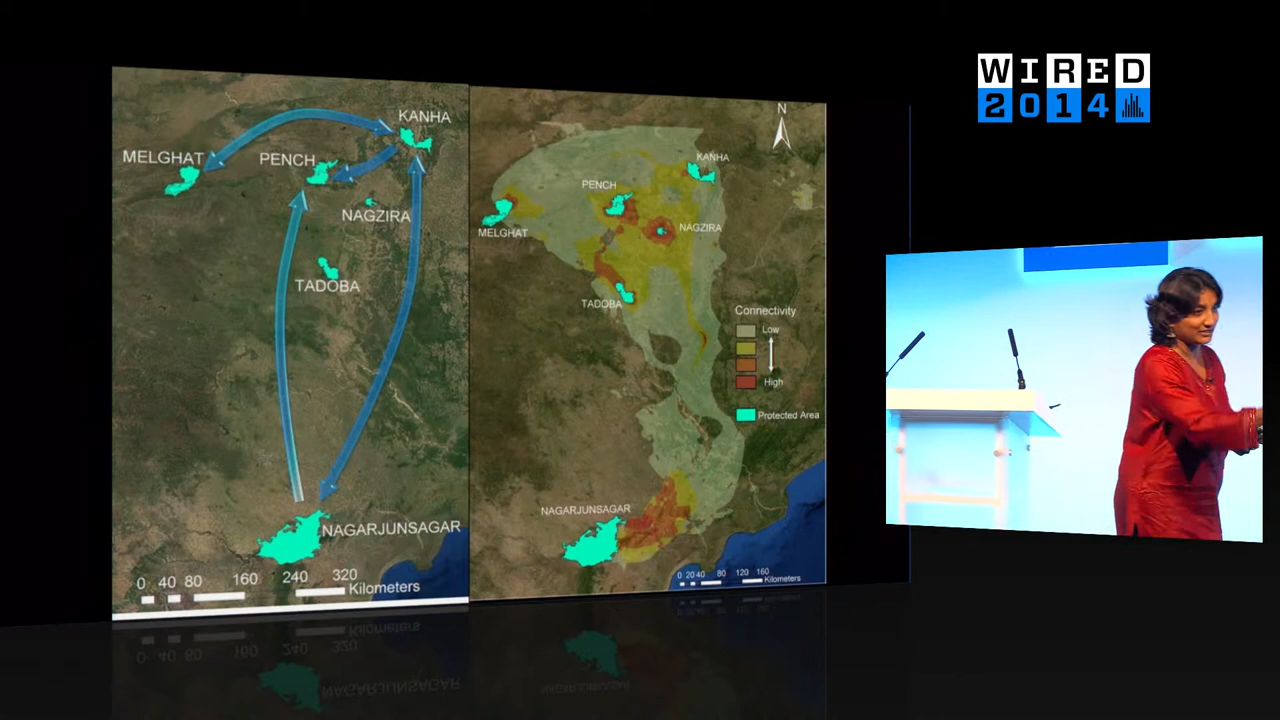 WIRED
2014
KANHA
MELGHAT
PENCH
NAGZIRA
TADOBA
NAGARJUNSAGAR
0 40 80 160 240 320
Kilometers
N
KANHA
PENCH
NAGZIRA
MELGHAT
TADOBA
Connectivity
Low
High
Protected Area
NAGARJUNSAGAR
0 20 40 80 120 160
Kilometers